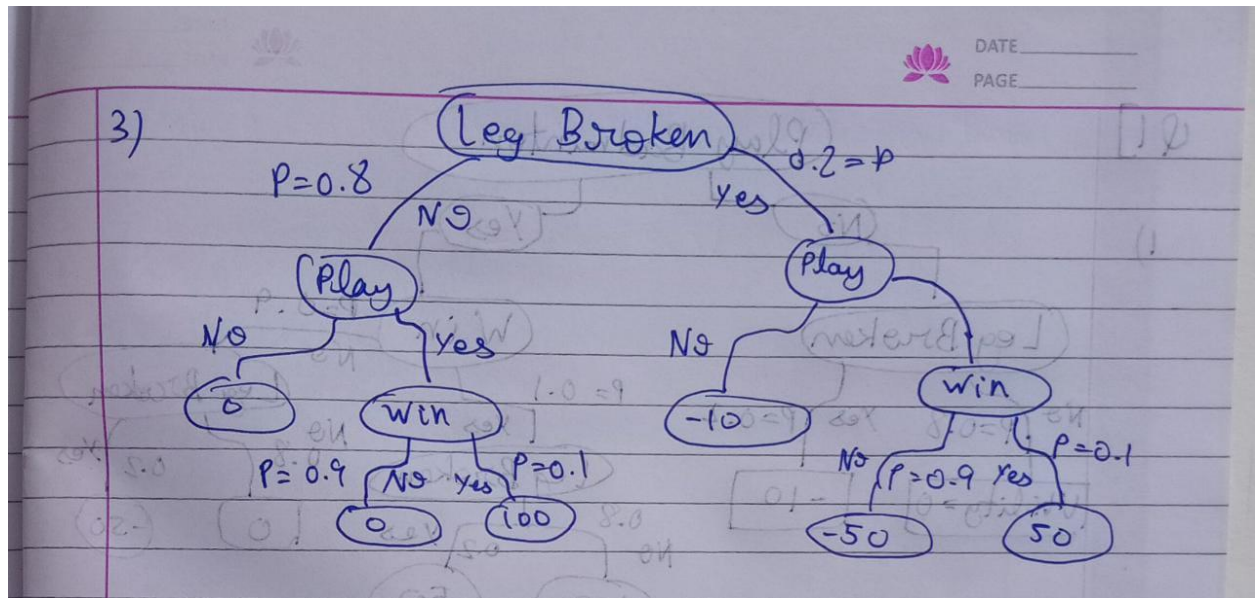 DATE
PAGE
3)
Leg Broken
P=0.8
0.2=P
No
Yes
Play
Play
No
Yes
No
0
Win
-10
Win
P=0.9
No
Yes
P=0.1
No
P=0.9
Yes
P=0.1
0
100
-50
50